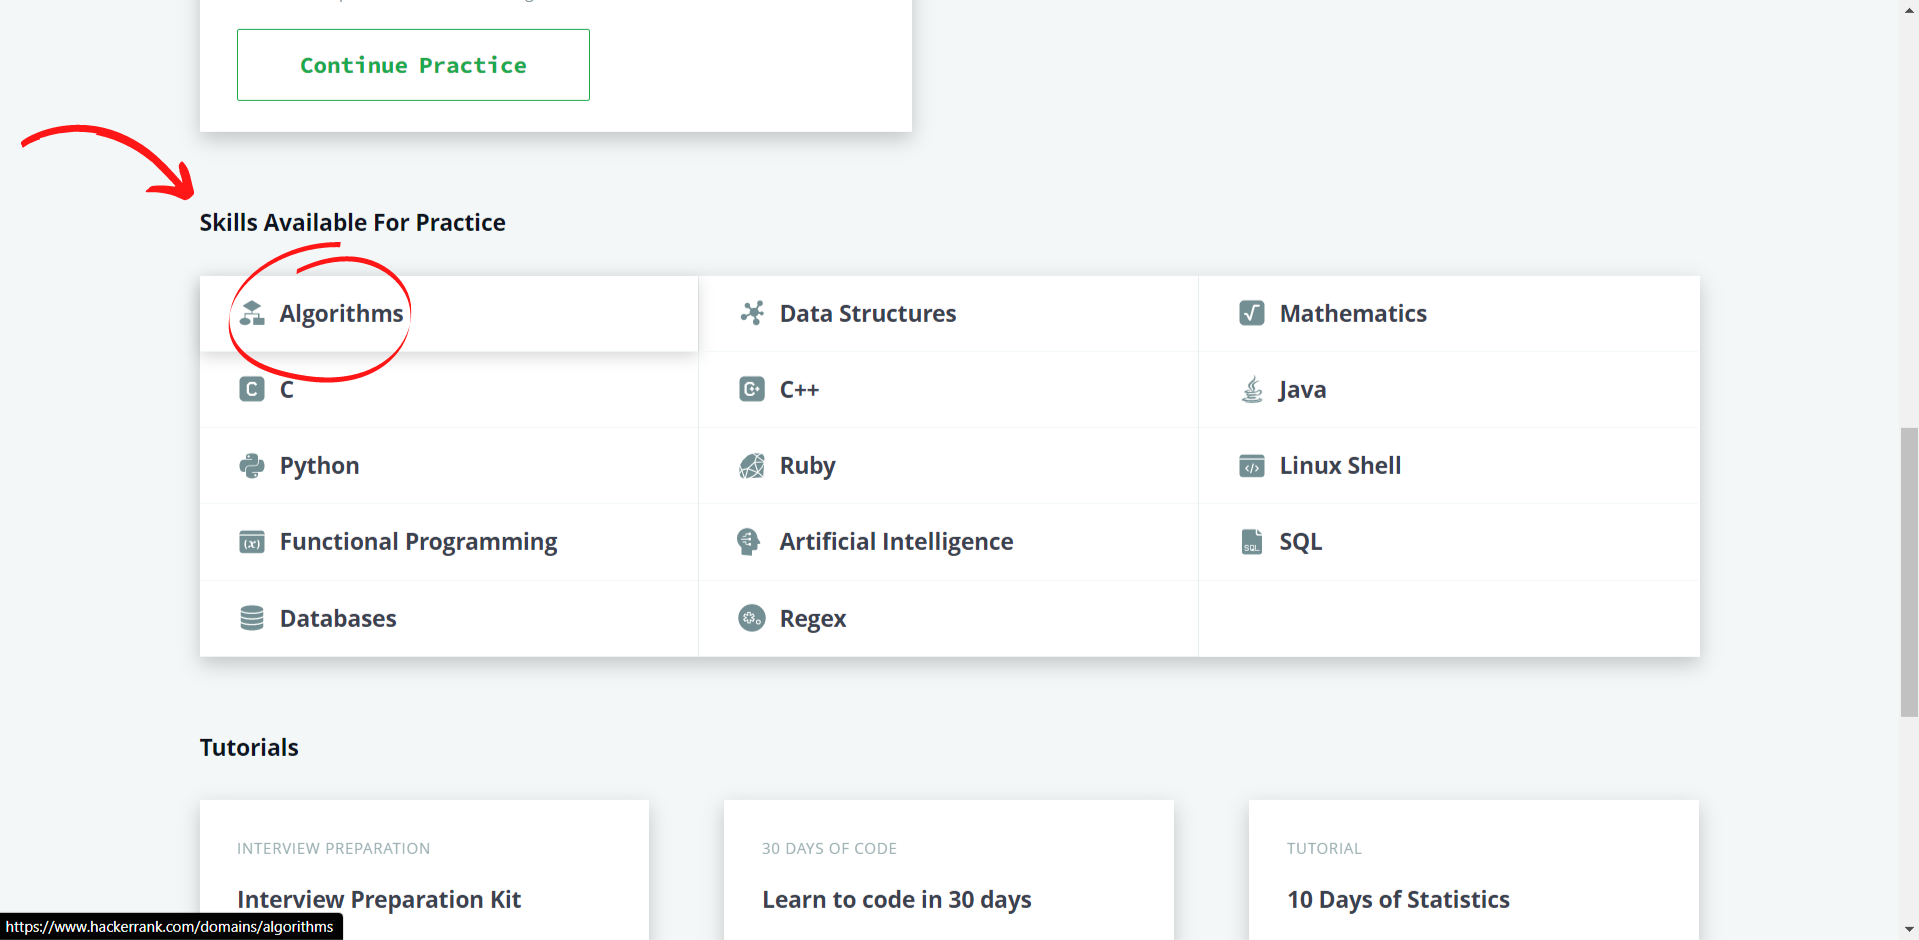 Continue Practice
Skills Available For Practice
Algorithms
Data Structures
Mathematics
C
C++
Java
Python
Ruby
Linux Shell
Functional Programming
Artificial Intelligence
SQL
Databases
Regex
Tutorials
INTERVIEW PREPARATION
30 DAYS OF CODE
TUTORIAL
Interview Preparation Kit
Learn to code in 30 days
10 Days of Statistics
https://www.hackerrank.com/domains/algorithms